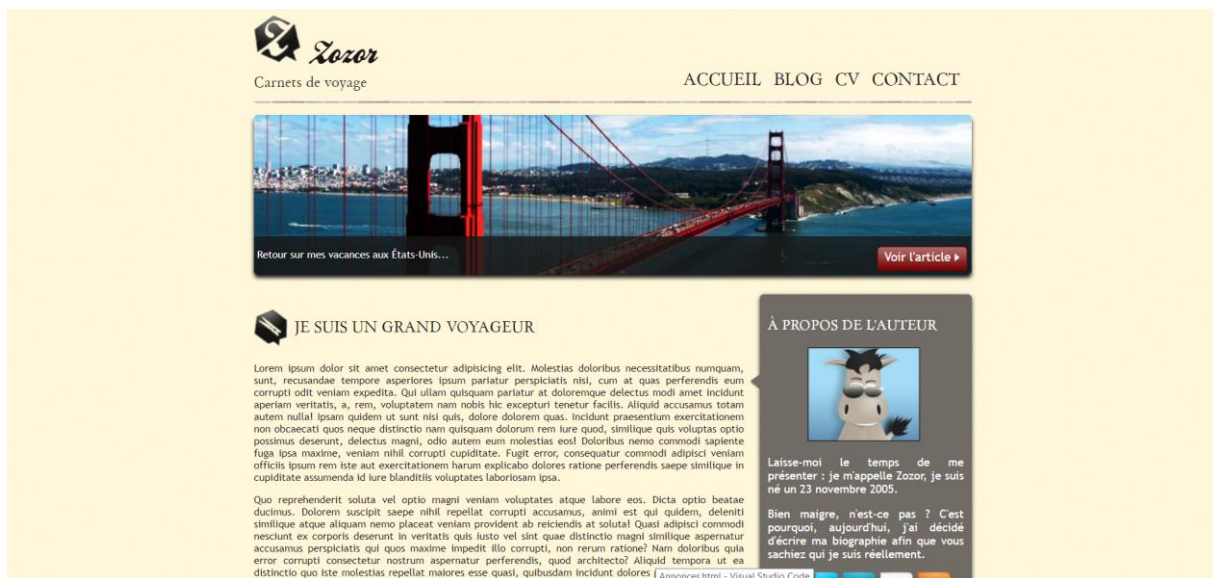 Zozor
Carnets de voyage
ACCUEIL BLOG CV CONTACT
Retour sur mes vacances aux États-Unis...
Voir l'article
JE SUIS UN GRAND VOYAGEUR
Lorem ipsum dolor sit amet consectetur adipisicing elit. Molestias doloribus necessitatibus numquam,
sunt, recusandae tempore asperiores ipsum pariatur perspiciatis nisi, cum at quas perferendis eum
corrupti odit veniam expedita. Qui ullam quisquam pariatur at doloremque delectus modi amet incidunt
aperiam veritatis, a, rem, voluptatem nam nobis hic excepturi tenetur facilis. Aliquid accusamus totam
autem nulla! Ipsam quidem ut sunt nisi quis, dolore dolorem quas. Incidunt praesentium exercitationem
non obcaecati quos neque distinctio nam quisquam dolorum rem iure quod, similique quis voluptas optio
possimus deserunt, delectus magni, odio autem eum molestias eos! Doloribus nemo commodi sapiente
fuga ipsa maxime, veniam nihil corrupti cupiditate. Fugit error, consequatur commodi adipisci veniam
officiis ipsum rem iste aut exercitationem harum explicabo dolores ratione perferendis saepe similique in
cupiditate assumenda id iure blanditiis voluptates laboriosam ipsa.
Quo reprehenderit soluta vel optio magni veniam voluptates atque labore eos. Dicta optio beatae
ducimus. Dolorem suscipit saepe nihil repellat corrupti accusamus, animi est qui quidem, deleniti
similique atque aliquam nemo placeat veniam provident ab reiciendis at soluta! Quasi adipisci commodi
nesciunt ex corporis deserunt in veritatis quis iusto vel sint quae distinctio magni similique aspernatur
accusamus perspiciatis qui quos maxime impedit illo corrupti, non rerum ratione? Nam doloribus quia
error corrupti consectetur nostrum aspernatur perferendis, quod architecto? Aliquid tempora ut ea
distinctio quo iste molestias repellat maiores esse quasi, quibusdam incidunt dolores
À PROPOS DE L'AUTEUR
Laisse-moi le temps de me
présenter : je m'appelle Zozor, je suis
né un 23 novembre 2005.
Bien maigre, n'est-ce pas ? C'est
pourquoi, aujourd'hui, j'ai décidé
d'écrire ma biographie afin que vous
sachiez qui je suis réellement.
Annonces.html - Visual Studio Code